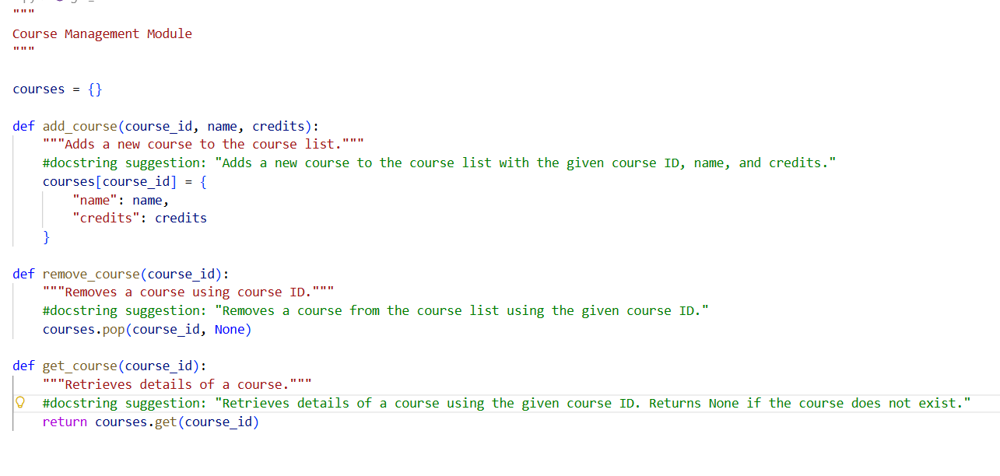 """
Course Management Module
"""
courses = {}
def add_course(course_id, name, credits):
    """Adds a new course to the course list."""
    #docstring suggestion: "Adds a new course to the course list with the given course ID, name, and credits."
    courses[course_id] = {
        "name": name,
        "credits": credits
    }
def remove_course(course_id):
    """Removes a course using course ID."""
    #docstring suggestion: "Removes a course from the course list using the given course ID."
    courses.pop(course_id, None)
def get_course(course_id):
    """Retrieves details of a course."""
    #docstring suggestion: "Retrieves details of a course using the given course ID. Returns None if the course does not exist."
    return courses.get(course_id)